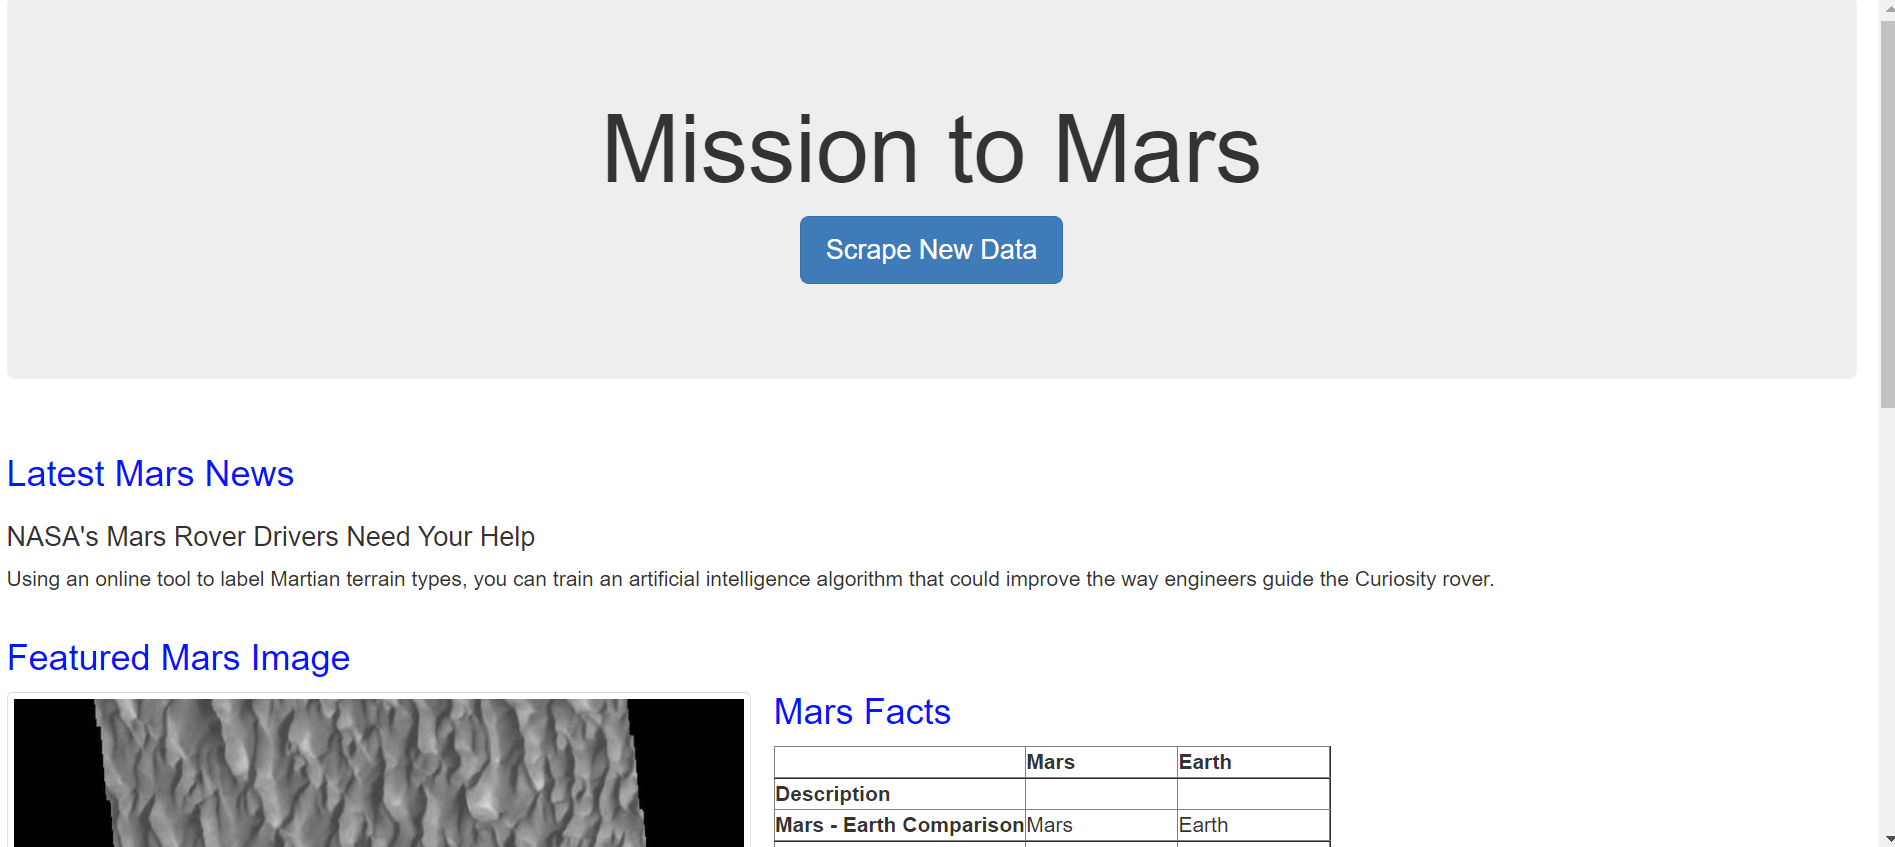 Mission to Mars
Scrape New Data
Latest Mars News
NASA's Mars Rover Drivers Need Your Help
Using an online tool to label Martian terrain types, you can train an artificial intelligence algorithm that could improve the way engineers guide the Curiosity rover.
Featured Mars Image
Mars Facts
Mars Earth
Description
Mars - Earth Comparison Mars Earth